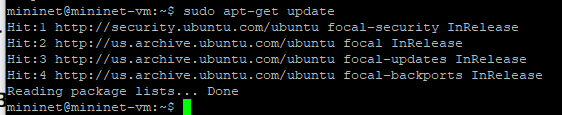 mininet@mininet-vm:~$ sudo apt-get update
Hit:1 http://security.ubuntu.com/ubuntu focal-security InRelease
Hit:2 http://us.archive.ubuntu.com/ubuntu focal InRelease
Hit:3 http://us.archive.ubuntu.com/ubuntu focal-updates InRelease
Hit:4 http://us.archive.ubuntu.com/ubuntu focal-backports InRelease
Reading package lists... Done
mininet@mininet-vm:~$